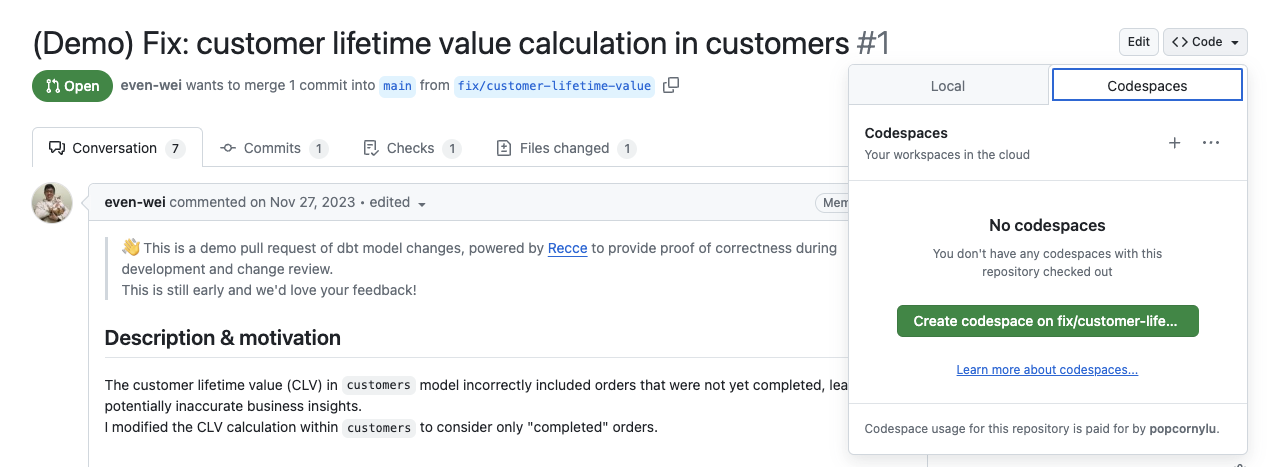 (Demo) Fix: customer lifetime value calculation in customers #1
Edit
Code
Open
even-wei wants to merge 1 commit into main from fix/customer-lifetime-value
Local
Codespaces
Conversation 7
Commits 1
Checks 1
Files changed 1
Codespaces
Your workspaces in the cloud
even-wei commented on Nov 27, 2023 • edited
👋 This is a demo pull request of dbt model changes, powered by Recce to provide proof of correctness during
development and change review.
This is still early and we'd love your feedback!
No codespaces
You don't have any codespaces with this
repository checked out
Create codespace on fix/customer-life...
Learn more about codespaces...
Description & motivation
The customer lifetime value (CLV) in customers model incorrectly included orders that were not yet completed,
potentially inaccurate business insights.
I modified the CLV calculation within customers to consider only "completed" orders.
Codespace usage for this repository is paid for by popcornylu.